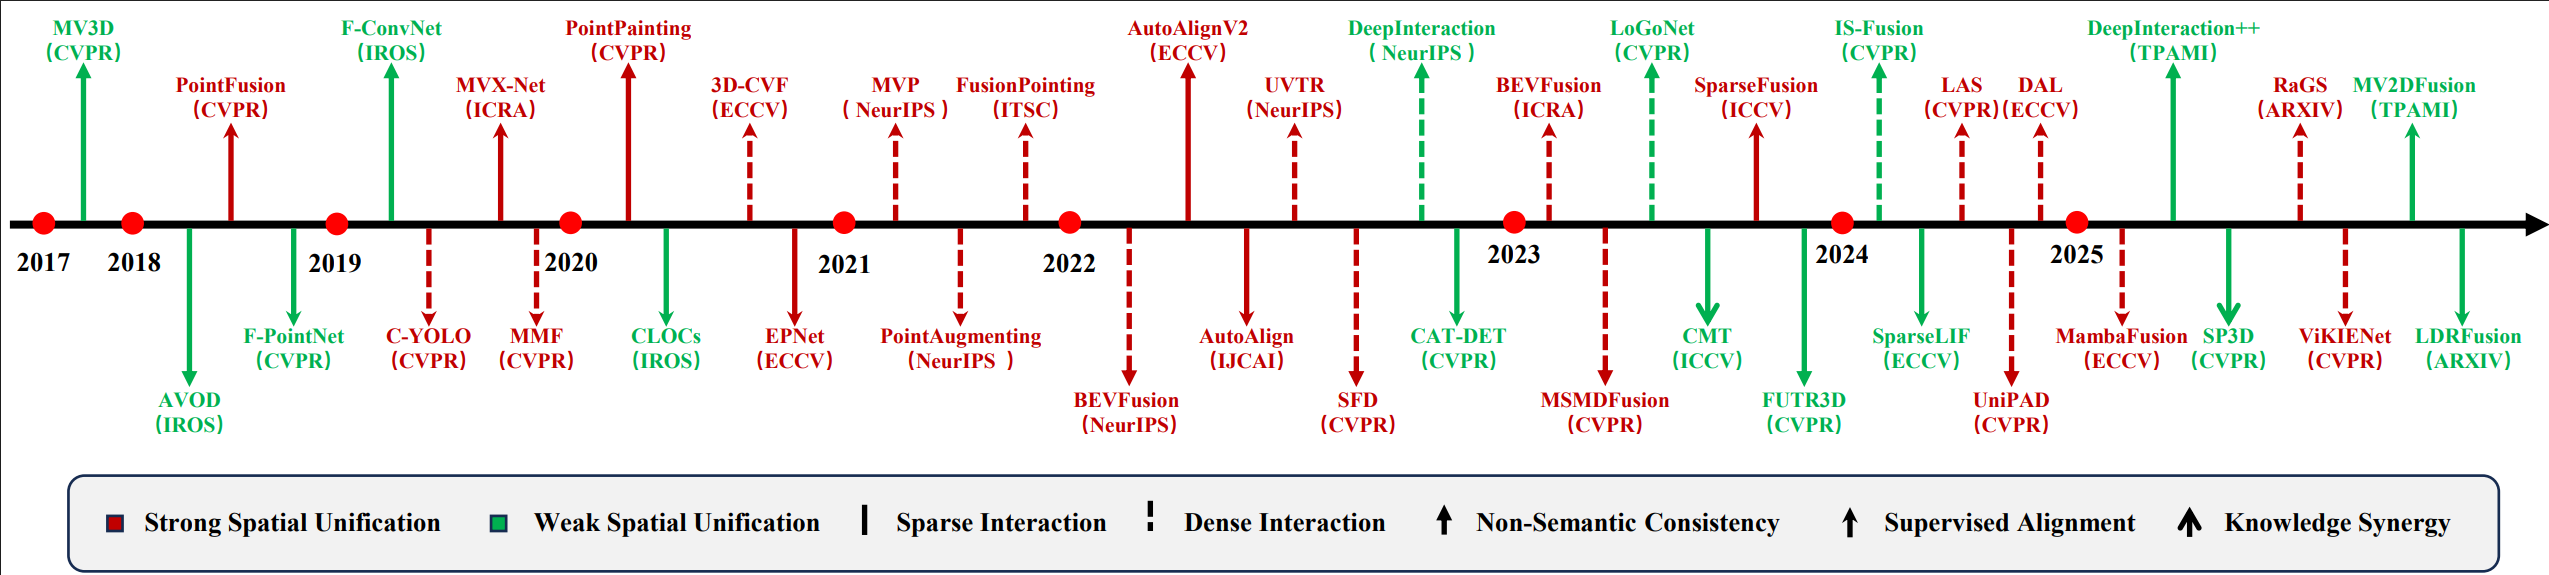 MV3D
(CVPR)
F-ConvNet
(IROS)
PointPainting
(CVPR)
AutoAlignV2
(ECCV)
DeepInteraction
( NeurIPS )
LoGoNet
(CVPR)
IS-Fusion
(CVPR)
DeepInteraction++
(TPAMI)
PointFusion
(CVPR)
MVX-Net
(ICRA)
3D-CVF
(ECCV)
MVP
( NeurIPS )
FusionPointing
(ITSC)
UVTR
(NeurIPS)
BEVFusion
(ICRA)
SparseFusion
(ICCV)
LAS
(CVPR)
DAL
(ECCV)
RaGS
(ARXIV)
MV2DFusion
(TPAMI)
2017
2018
2019
2020
2021
2022
2023
2024
2025
F-PointNet
(CVPR)
C-YOLO
(CVPR)
MMF
(CVPR)
CLOCs
(IROS)
EPNet
(ECCV)
PointAugmenting
(NeurIPS )
AutoAlign
(IJCAI)
CAT-DET
(CVPR)
CMT
(ICCV)
SparseLIF
(ECCV)
MambaFusion
(ECCV)
SP3D
(CVPR)
ViKIENet
(CVPR)
LDRFusion
(ARXIV)
AVOD
(IROS)
BEVFusion
(NeurIPS)
SFD
(CVPR)
MSMDFusion
(CVPR)
FUTR3D
(CVPR)
UniPAD
(CVPR)
Strong Spatial Unification
Weak Spatial Unification
Sparse Interaction
Dense Interaction
Non-Semantic Consistency
Supervised Alignment
Knowledge Synergy